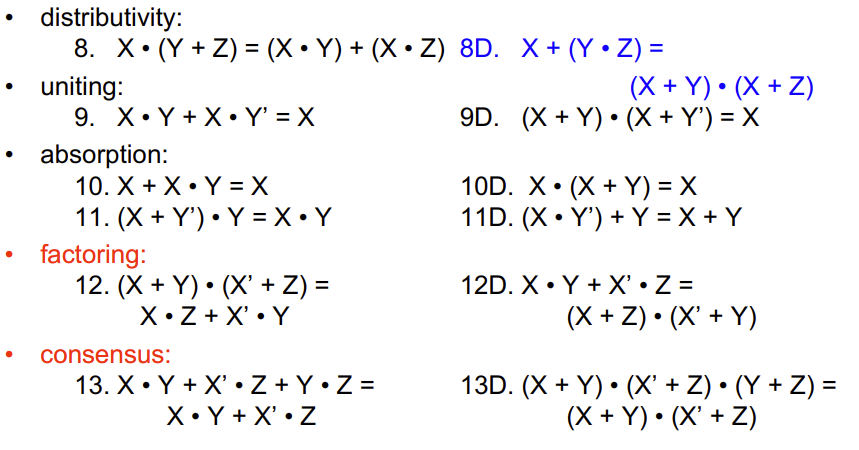 • distributivity:
8. X • (Y + Z) = (X • Y) + (X • Z) 8D. X + (Y • Z) =
(X + Y) • (X + Z)
• uniting:
9. X • Y + X • Y’ = X 9D. (X + Y) • (X + Y’) = X
• absorption:
10. X + X • Y = X 10D. X • (X + Y) = X
11. (X + Y’) • Y = X • Y 11D. (X • Y’) + Y = X + Y
• factoring:
12. (X + Y) • (X’ + Z) = 12D. X • Y + X’ • Z =
X • Z + X’ • Y (X + Z) • (X’ + Y)
• consensus:
13. X • Y + X’ • Z + Y • Z = 13D. (X + Y) • (X’ + Z) • (Y + Z) =
X • Y + X’ • Z (X + Y) • (X’ + Z)